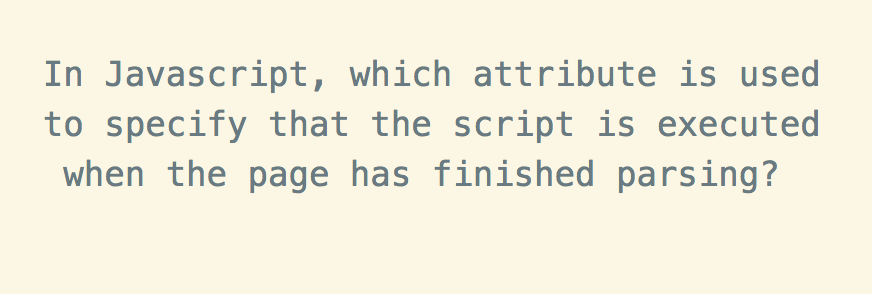 In Javascript, which attribute is used
to specify that the script is executed
when the page has finished parsing?